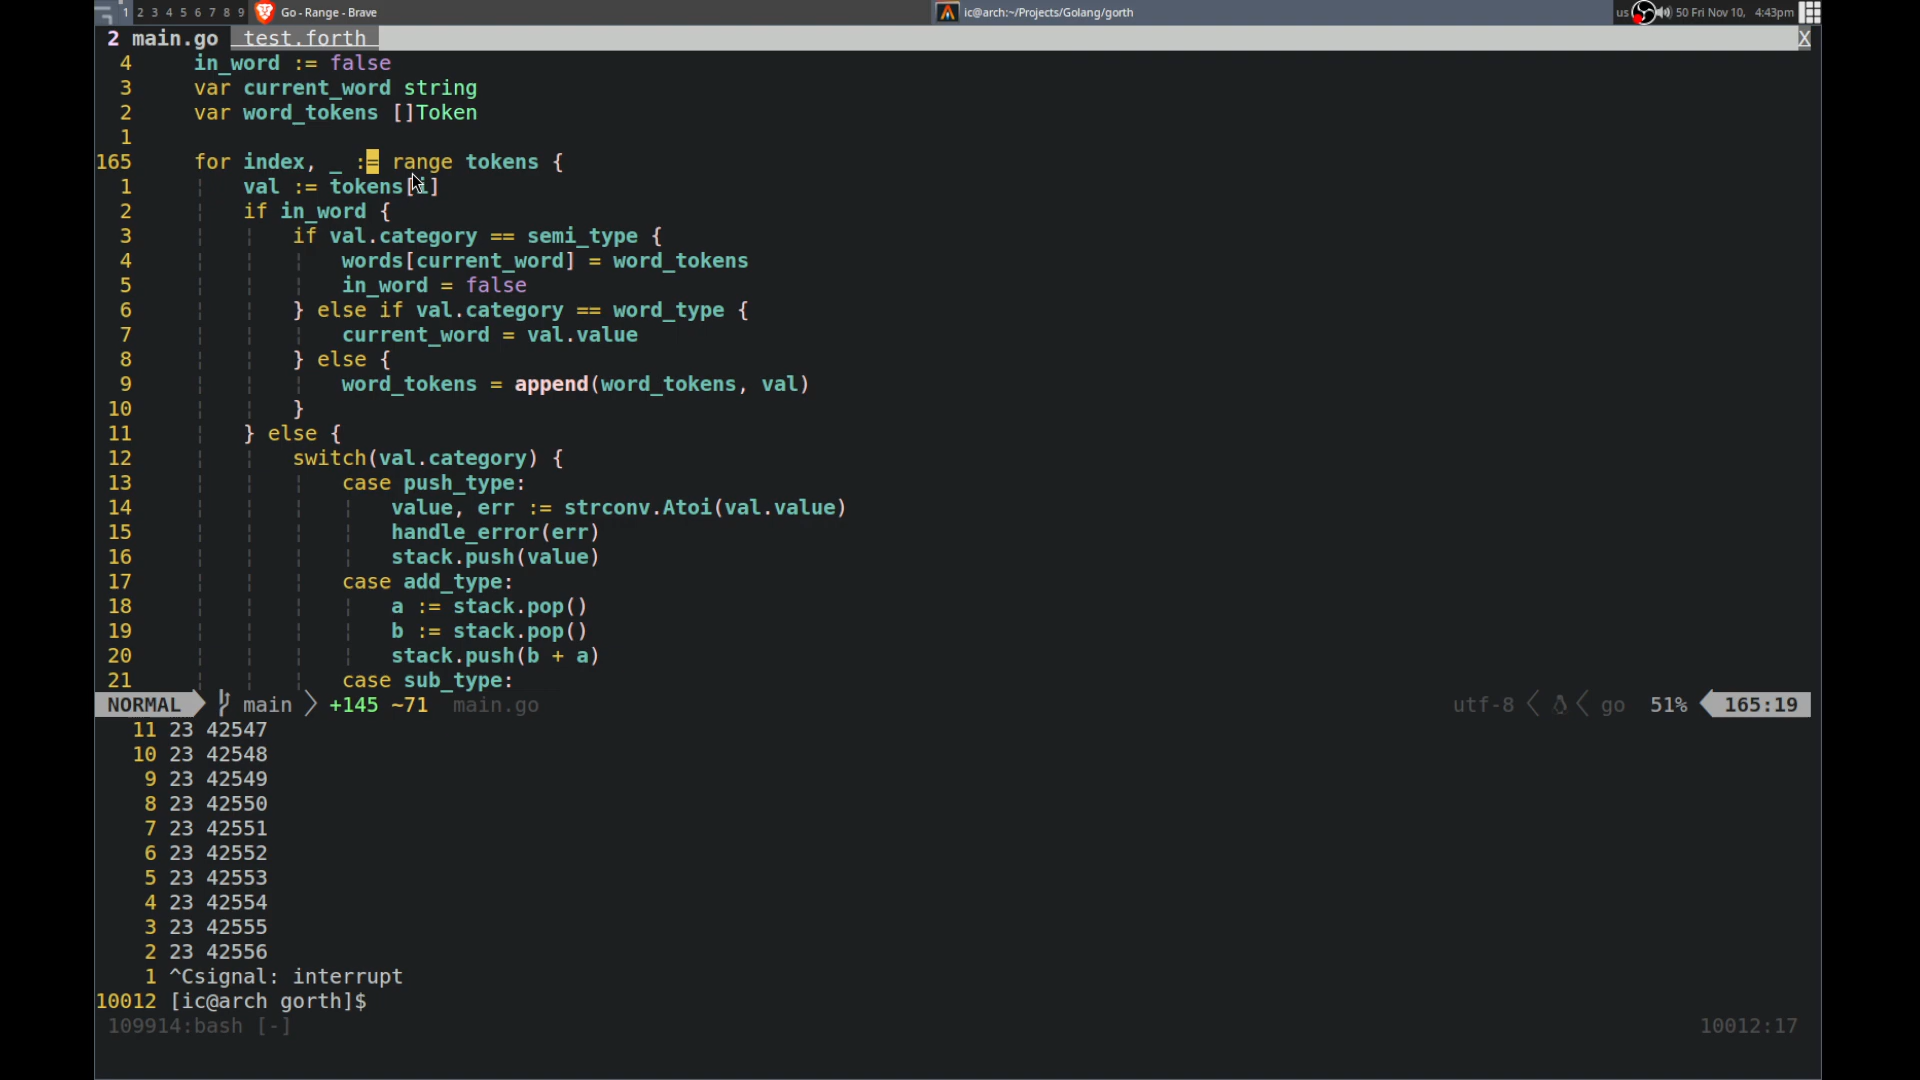 1 2 3 4 5 6 7 8 9 Go - Range - Brave ic@arch:~/Projects/Golang/gorth us 50 Fri Nov 10, 4:43pm
2 main.go test.forth X
4 in_word := false
3 var current_word string
2 var word_tokens []Token
1
165 for index, _ := range tokens {
1 val := tokens[i]
2 if in_word {
3 if val.category == semi_type {
4 words[current_word] = word_tokens
5 in_word = false
6 } else if val.category == word_type {
7 current_word = val.value
8 } else {
9 word_tokens = append(word_tokens, val)
10 }
11 } else {
12 switch(val.category) {
13 case push_type:
14 value, err := strconv.Atoi(val.value)
15 handle_error(err)
16 stack.push(value)
17 case add_type:
18 a := stack.pop()
19 b := stack.pop()
20 stack.push(b + a)
21 case sub_type:
NORMAL main +145 ~71 main.go utf-8 go 51% 165:19
11 23 42547
10 23 42548
9 23 42549
8 23 42550
7 23 42551
6 23 42552
5 23 42553
4 23 42554
3 23 42555
2 23 42556
1 ^Csignal: interrupt
10012 [ic@arch gorth]$
109914:bash [-] 10012:17